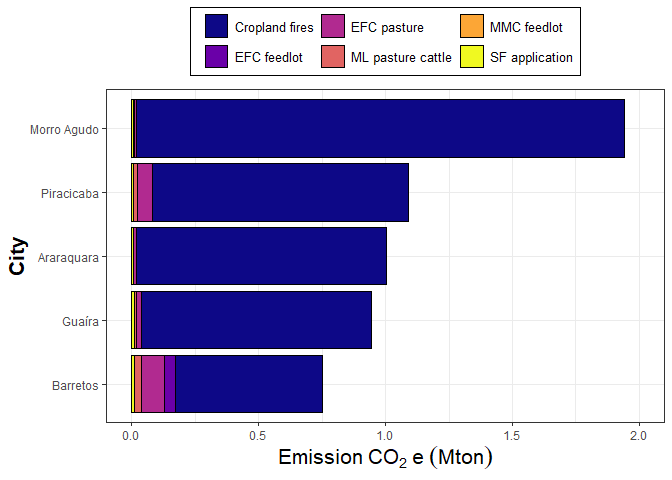 Cropland fires EFC pasture MMC feedlot
EFC feedlot ML pasture cattle SF application
City
Morro Agudo
Piracicaba
Araraquara
Guaíra
Barretos
0.0 0.5 1.0 1.5 2.0
Emission CO₂ e (Mton)